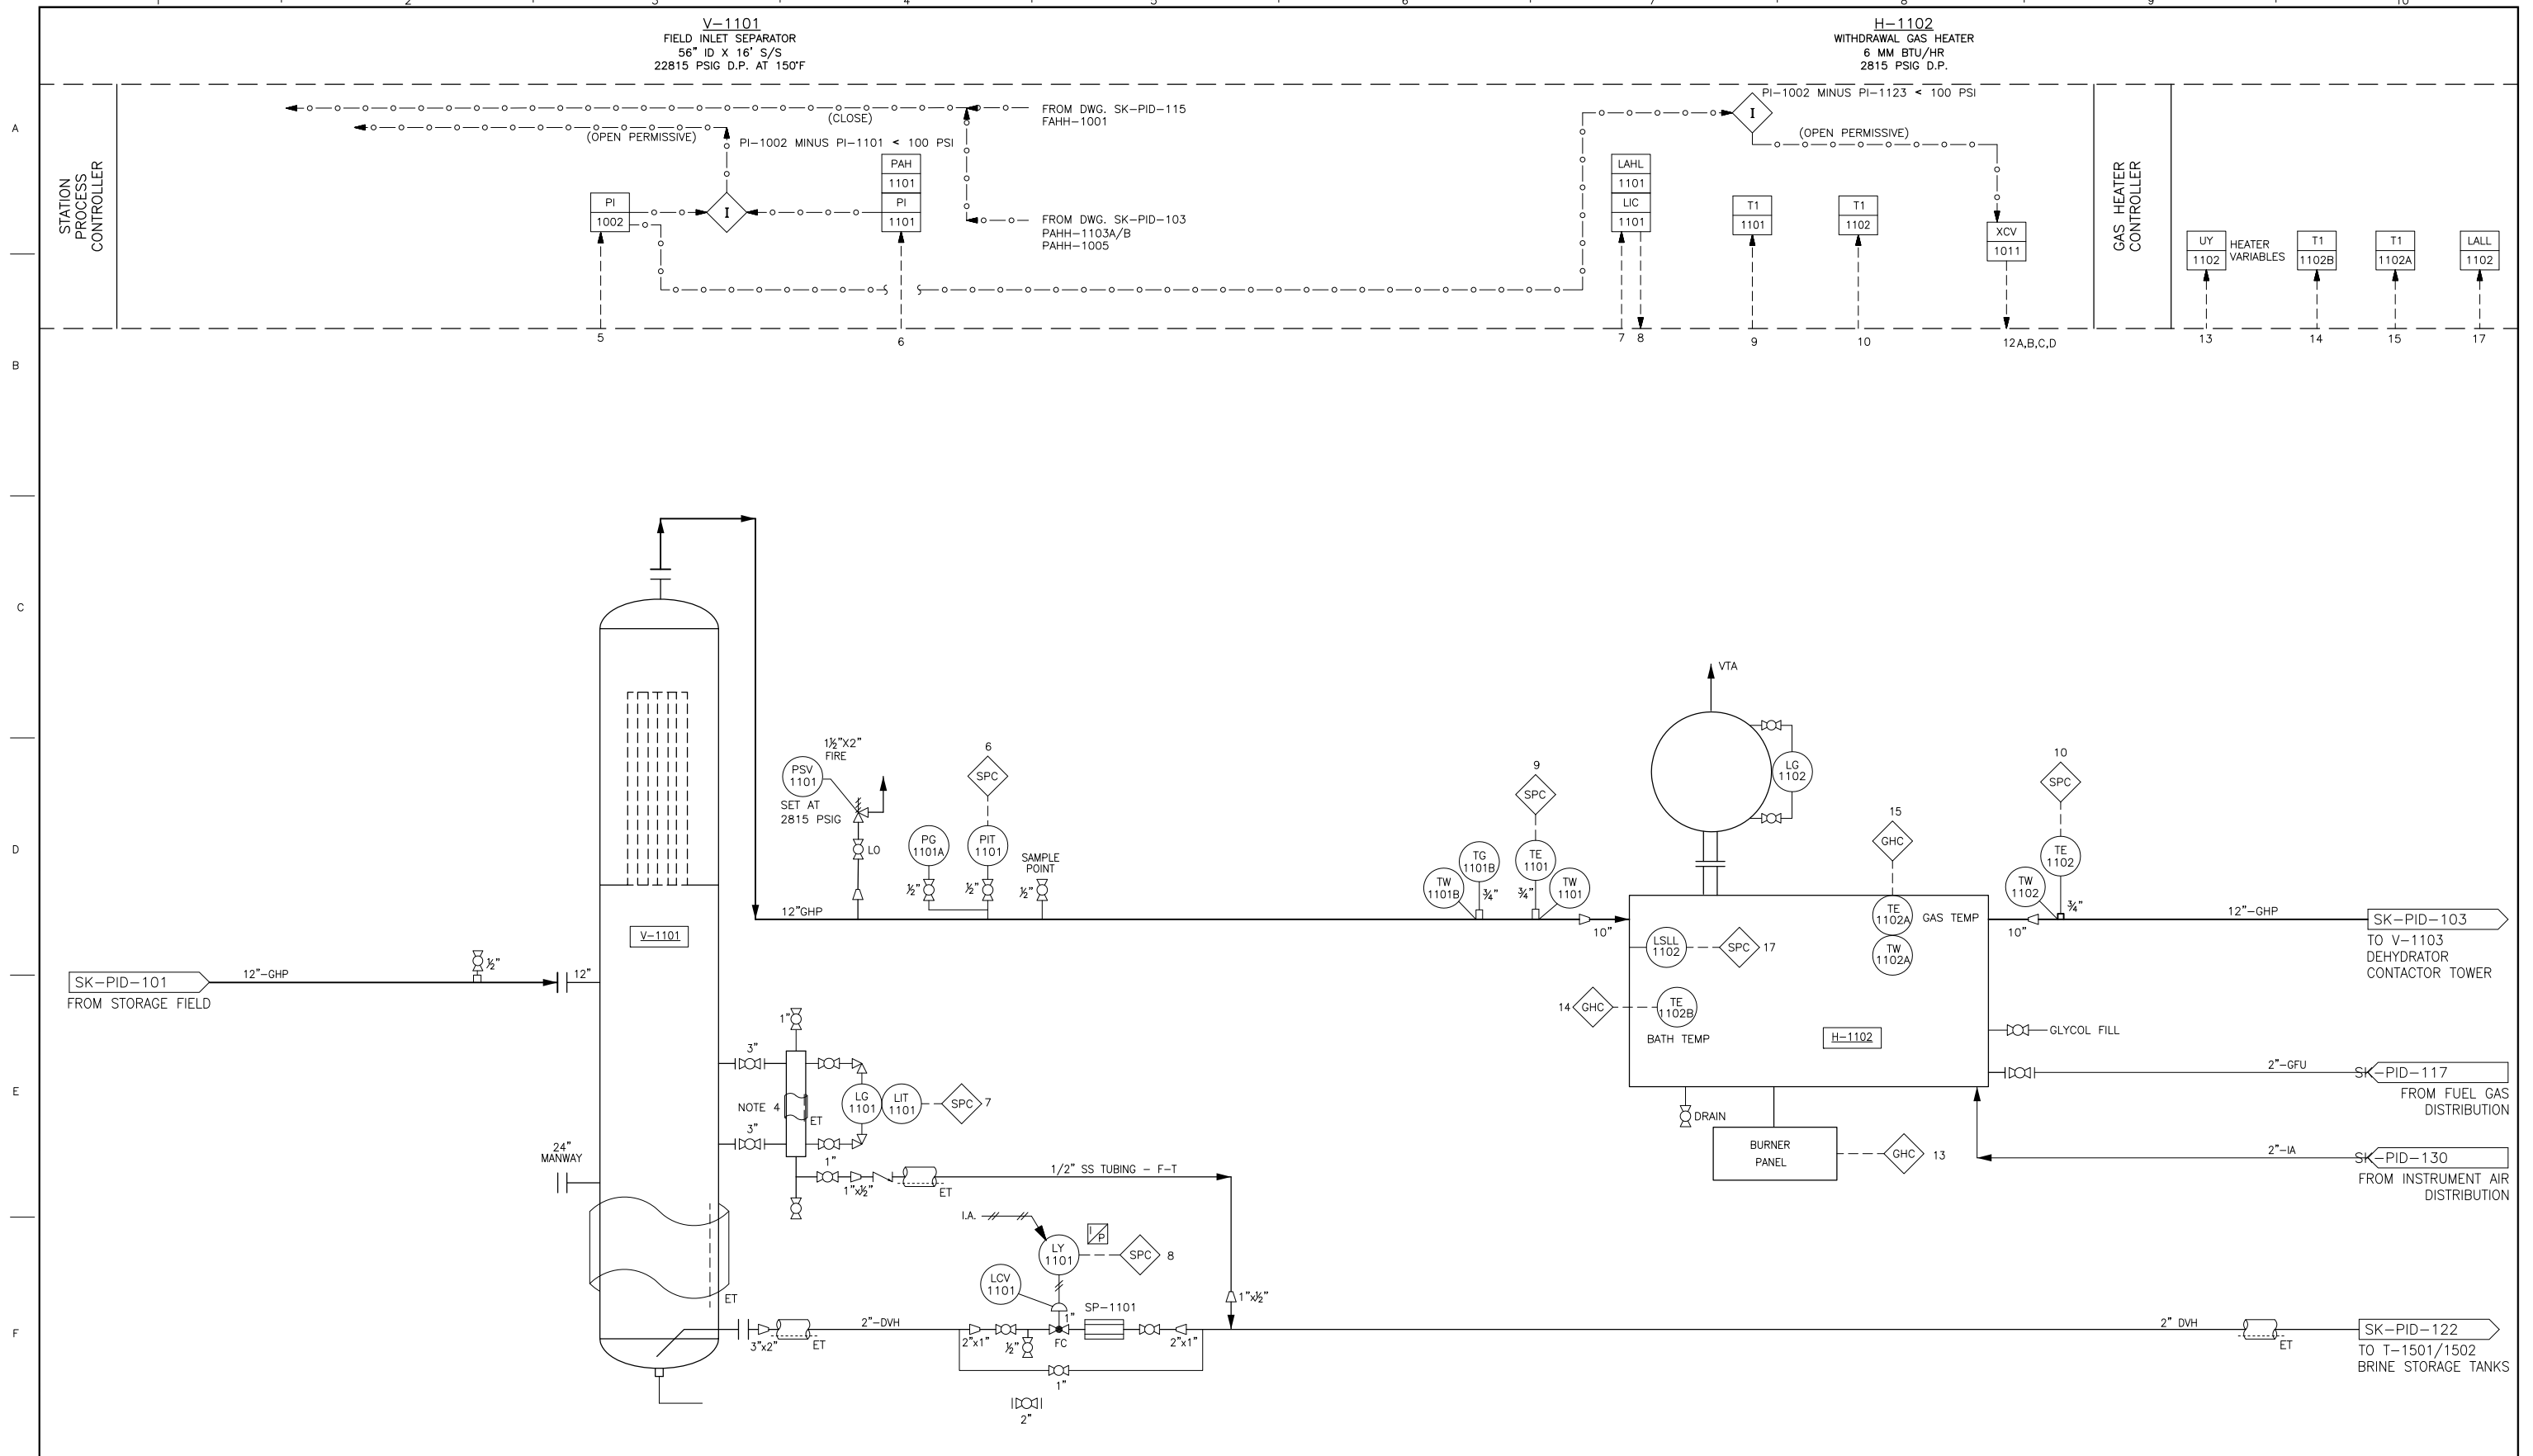 1 2 3 4 5 6 7 8 9 10
V-1101
FIELD INLET SEPARATOR
56" ID X 16' S/S
22815 PSIG D.P. AT 150°F
H-1102
WITHDRAWAL GAS HEATER
6 MM BTU/HR
2815 PSIG D.P.
A
B
C
D
E
F
STATION
PROCESS
CONTROLLER
(CLOSE)
FROM DWG. SK-PID-115
FAHH-1001
(OPEN PERMISSIVE)
PI-1002 MINUS PI-1101 < 100 PSI
PI
1002
I
PAH
1101
PI
1101
FROM DWG. SK-PID-103
PAHH-1103A/B
PAHH-1005
PI-1002 MINUS PI-1123 < 100 PSI
I
(OPEN PERMISSIVE)
LAHL
1101
LIC
1101
T1
1101
T1
1102
XCV
1011
GAS HEATER
CONTROLLER
UY
1102
HEATER
VARIABLES
T1
1102B
T1
1102A
LALL
1102
5
6
7
8
9
10
12A,B,C,D
13
14
15
17
VTA
1½"X2"
FIRE
PSV
1101
SET AT
2815 PSIG
LO
6
SPC
PG
1101A
PIT
1101
SAMPLE
POINT
½"
½"
½"
12"GHP
9
SPC
TG
1101B
TE
1101
TW
1101B
TW
1101
¾"
¾"
10"
LG
1102
15
GHC
TE
1102A
GAS TEMP
TW
1102A
LSLL
1102
SPC
17
14
GHC
TE
1102B
BATH TEMP
H-1102
10
SPC
TE
1102
TW
1102
¾"
10"
12"-GHP
SK-PID-103
TO V-1103
DEHYDRATOR
CONTACTOR TOWER
V-1101
SK-PID-101
FROM STORAGE FIELD
12"-GHP
½"
12"
GLYCOL FILL
2"-GFU
SK-PID-117
FROM FUEL GAS
DISTRIBUTION
DRAIN
BURNER
PANEL
GHC
13
2"-IA
SK-PID-130
FROM INSTRUMENT AIR
DISTRIBUTION
1"
3"
NOTE 4
ET
3"
LG
1101
LIT
1101
SPC
7
24"
MANWAY
1"
1"x½"
ET
1/2" SS TUBING - F-T
I.A.
I/P
LY
1101
SPC
8
LCV
1101
SP-1101
1"
FC
1"x½"
ET
3"x2"
ET
2"-DVH
2"x1"
½"
2"x1"
1"
2"
2" DVH
ET
SK-PID-122
TO T-1501/1502
BRINE STORAGE TANKS